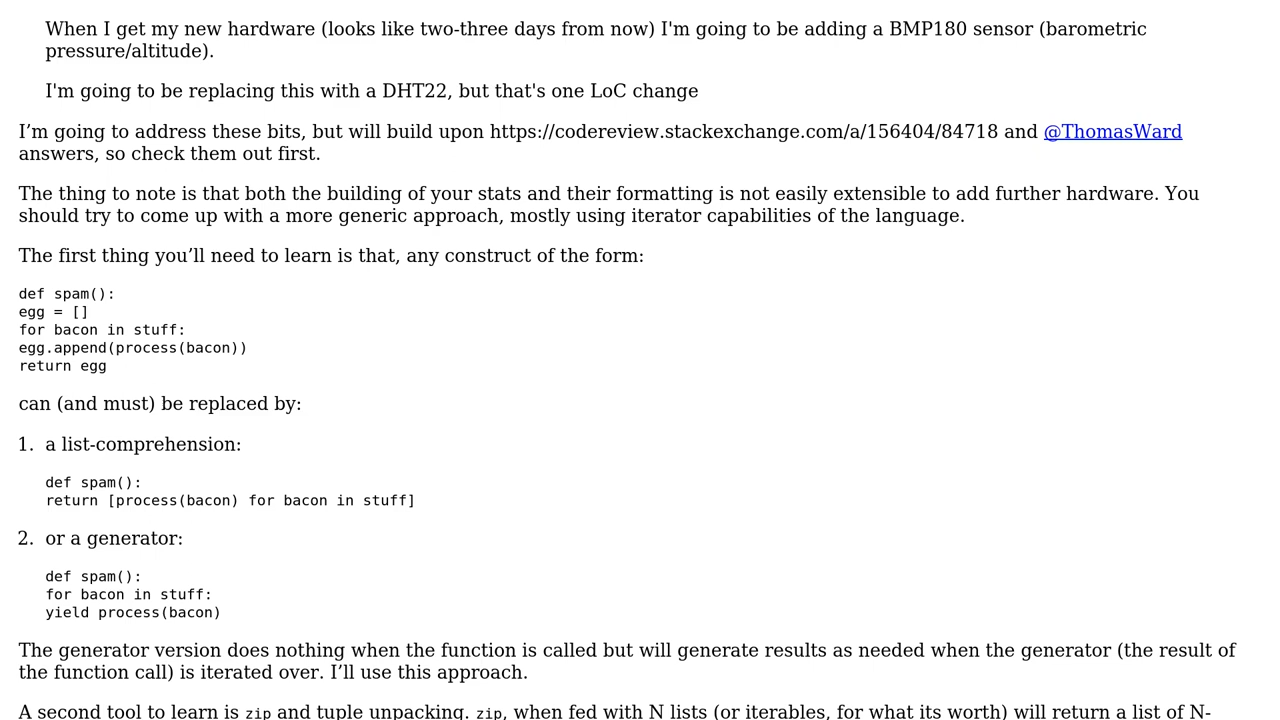 When I get my new hardware (looks like two-three days from now) I'm going to be adding a BMP180 sensor (barometric
pressure/altitude).
I'm going to be replacing this with a DHT22, but that's one LoC change
I’m going to address these bits, but will build upon https://codereview.stackexchange.com/a/156404/84718 and @ThomasWard
answers, so check them out first.
The thing to note is that both the building of your stats and their formatting is not easily extensible to add further hardware. You
should try to come up with a more generic approach, mostly using iterator capabilities of the language.
The first thing you’ll need to learn is that, any construct of the form:
def spam():
egg = []
for bacon in stuff:
egg.append(process(bacon))
return egg
can (and must) be replaced by:
1. a list-comprehension:
def spam():
return [process(bacon) for bacon in stuff]
2. or a generator:
def spam():
for bacon in stuff:
yield process(bacon)
The generator version does nothing when the function is called but will generate results as needed when the generator (the result of
the function call) is iterated over. I’ll use this approach.
A second tool to learn is zip and tuple unpacking. zip, when fed with N lists (or iterables, for what its worth) will return a list of N-